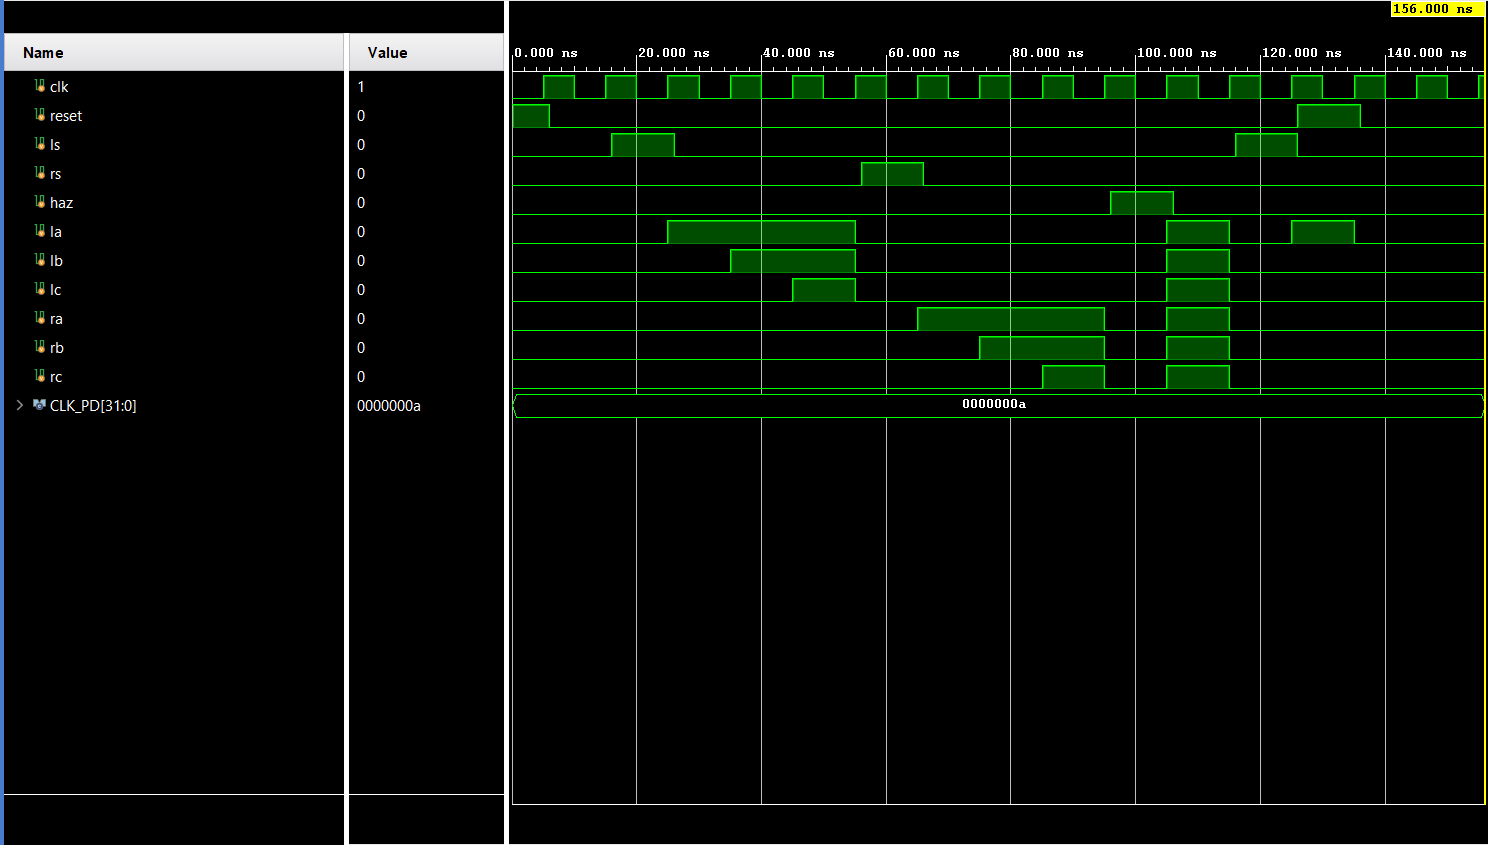 156.000 ns
Name Value
0.000 ns 20.000 ns 40.000 ns 60.000 ns 80.000 ns 100.000 ns 120.000 ns 140.000 ns
clk 1
reset 0
ls 0
rs 0
haz 0
la 0
lb 0
lc 0
ra 0
rb 0
rc 0
CLK_PD[31:0] 0000000a 0000000a